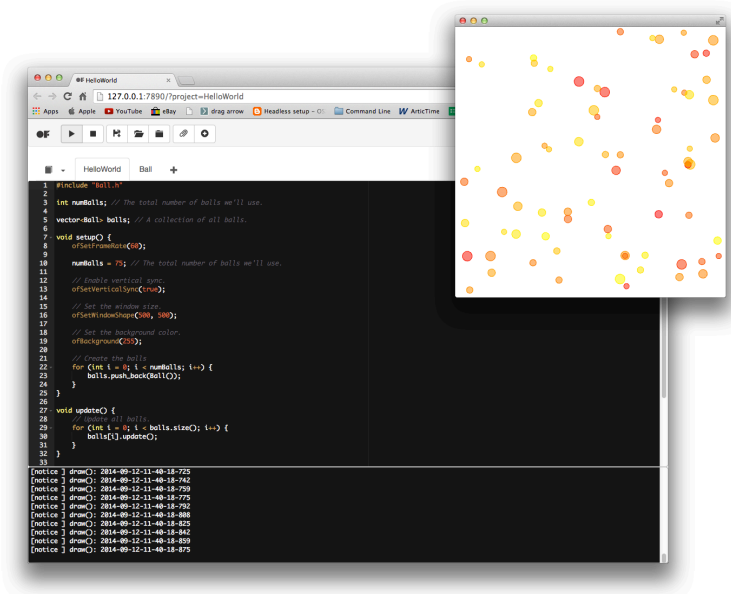 OF HelloWorld ×
127.0.0.1:7890/?project=HelloWorld
Apps Apple YouTube eBay drag arrow Headless setup - OS Command Line W ArticTime
OF
HelloWorld Ball +
1 #include "Ball.h"
2
3 int numBalls; // The total number of balls we'll use.
4
5 vector<Ball> balls; // A collection of all balls.
6
7 void setup() {
8 ofSetFrameRate(60);
9
10 numBalls = 75; // The total number of balls we'll use.
11
12 // Enable vertical sync.
13 ofSetVerticalSync(true);
14
15 // Set the window size.
16 ofSetWindowShape(500, 500);
17
18 // Set the background color.
19 ofBackground(255);
20
21 // Create the balls
22 for (int i = 0; i < numBalls; i++) {
23 balls.push_back(Ball());
24 }
25 }
26
27 void update() {
28 // Update all balls.
29 for (int i = 0; i < balls.size(); i++) {
30 balls[i].update();
31 }
32 }
33
[notice ] draw(): 2014-09-12-11-40-18-725
[notice ] draw(): 2014-09-12-11-40-18-742
[notice ] draw(): 2014-09-12-11-40-18-759
[notice ] draw(): 2014-09-12-11-40-18-775
[notice ] draw(): 2014-09-12-11-40-18-792
[notice ] draw(): 2014-09-12-11-40-18-808
[notice ] draw(): 2014-09-12-11-40-18-825
[notice ] draw(): 2014-09-12-11-40-18-842
[notice ] draw(): 2014-09-12-11-40-18-859
[notice ] draw(): 2014-09-12-11-40-18-875